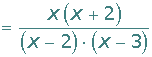 = x(x + 2) / ((x − 2) · (x − 3))